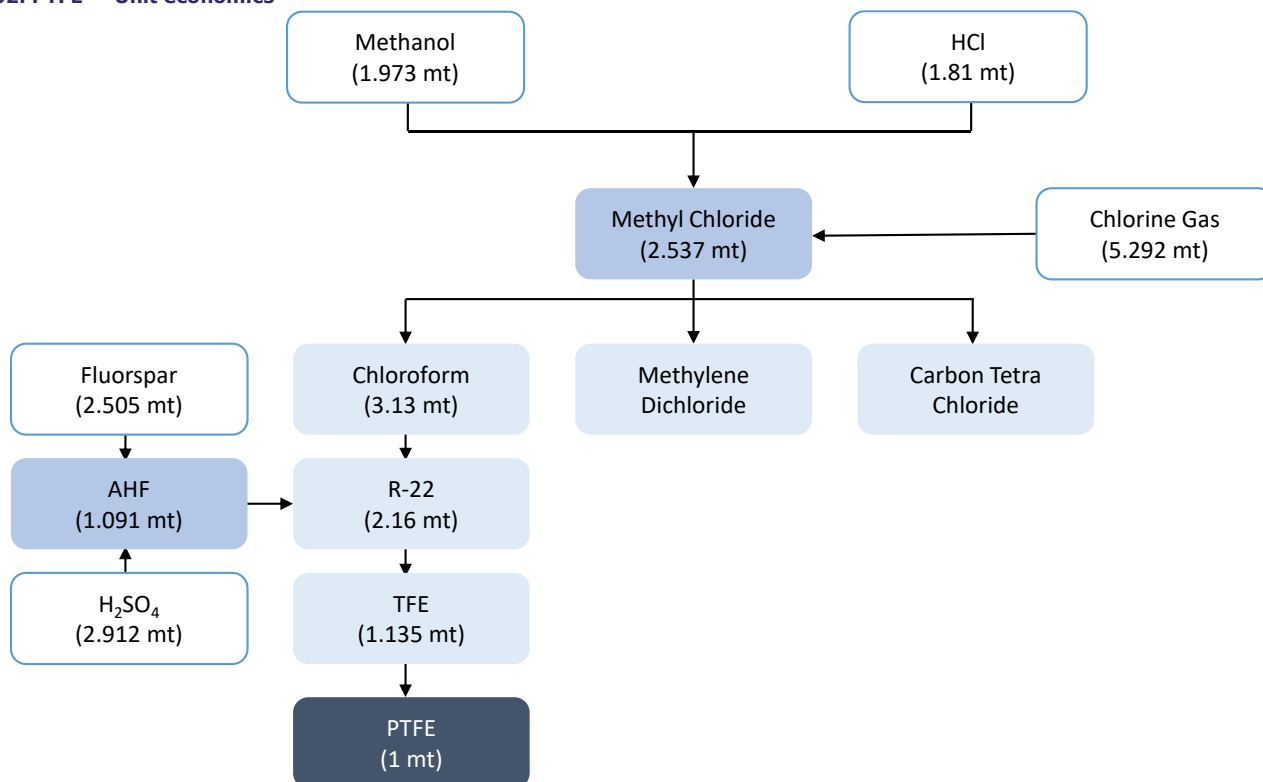 Unit economics
Methanol
(1.973 mt)
HCl
(1.81 mt)
Methyl Chloride
(2.537 mt)
Chlorine Gas
(5.292 mt)
Fluorspar
(2.505 mt)
Chloroform
(3.13 mt)
Methylene
Dichloride
Carbon Tetra
Chloride
AHF
(1.091 mt)
R-22
(2.16 mt)
H₂SO₄
(2.912 mt)
TFE
(1.135 mt)
PTFE
(1 mt)